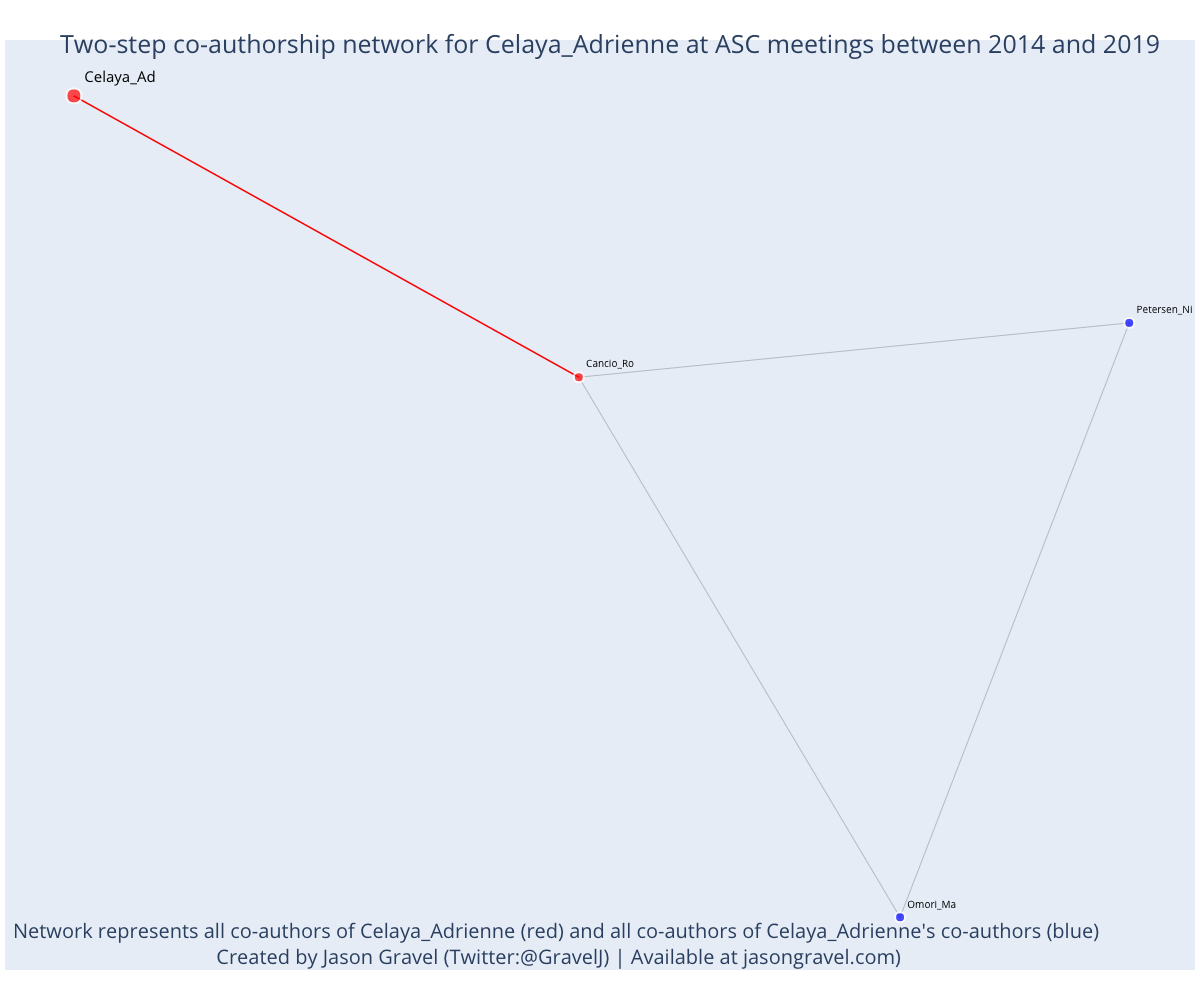 Two-step co-authorship network for Celaya_Adrienne at ASC meetings between 2014 and 2019
Celaya_Ad
Petersen_Ni
Cancio_Ro
Omori_Ma
Network represents all co-authors of Celaya_Adrienne (red) and all co-authors of Celaya_Adrienne's co-authors (blue)
Created by Jason Gravel (Twitter:@GravelJ) | Available at jasongravel.com)